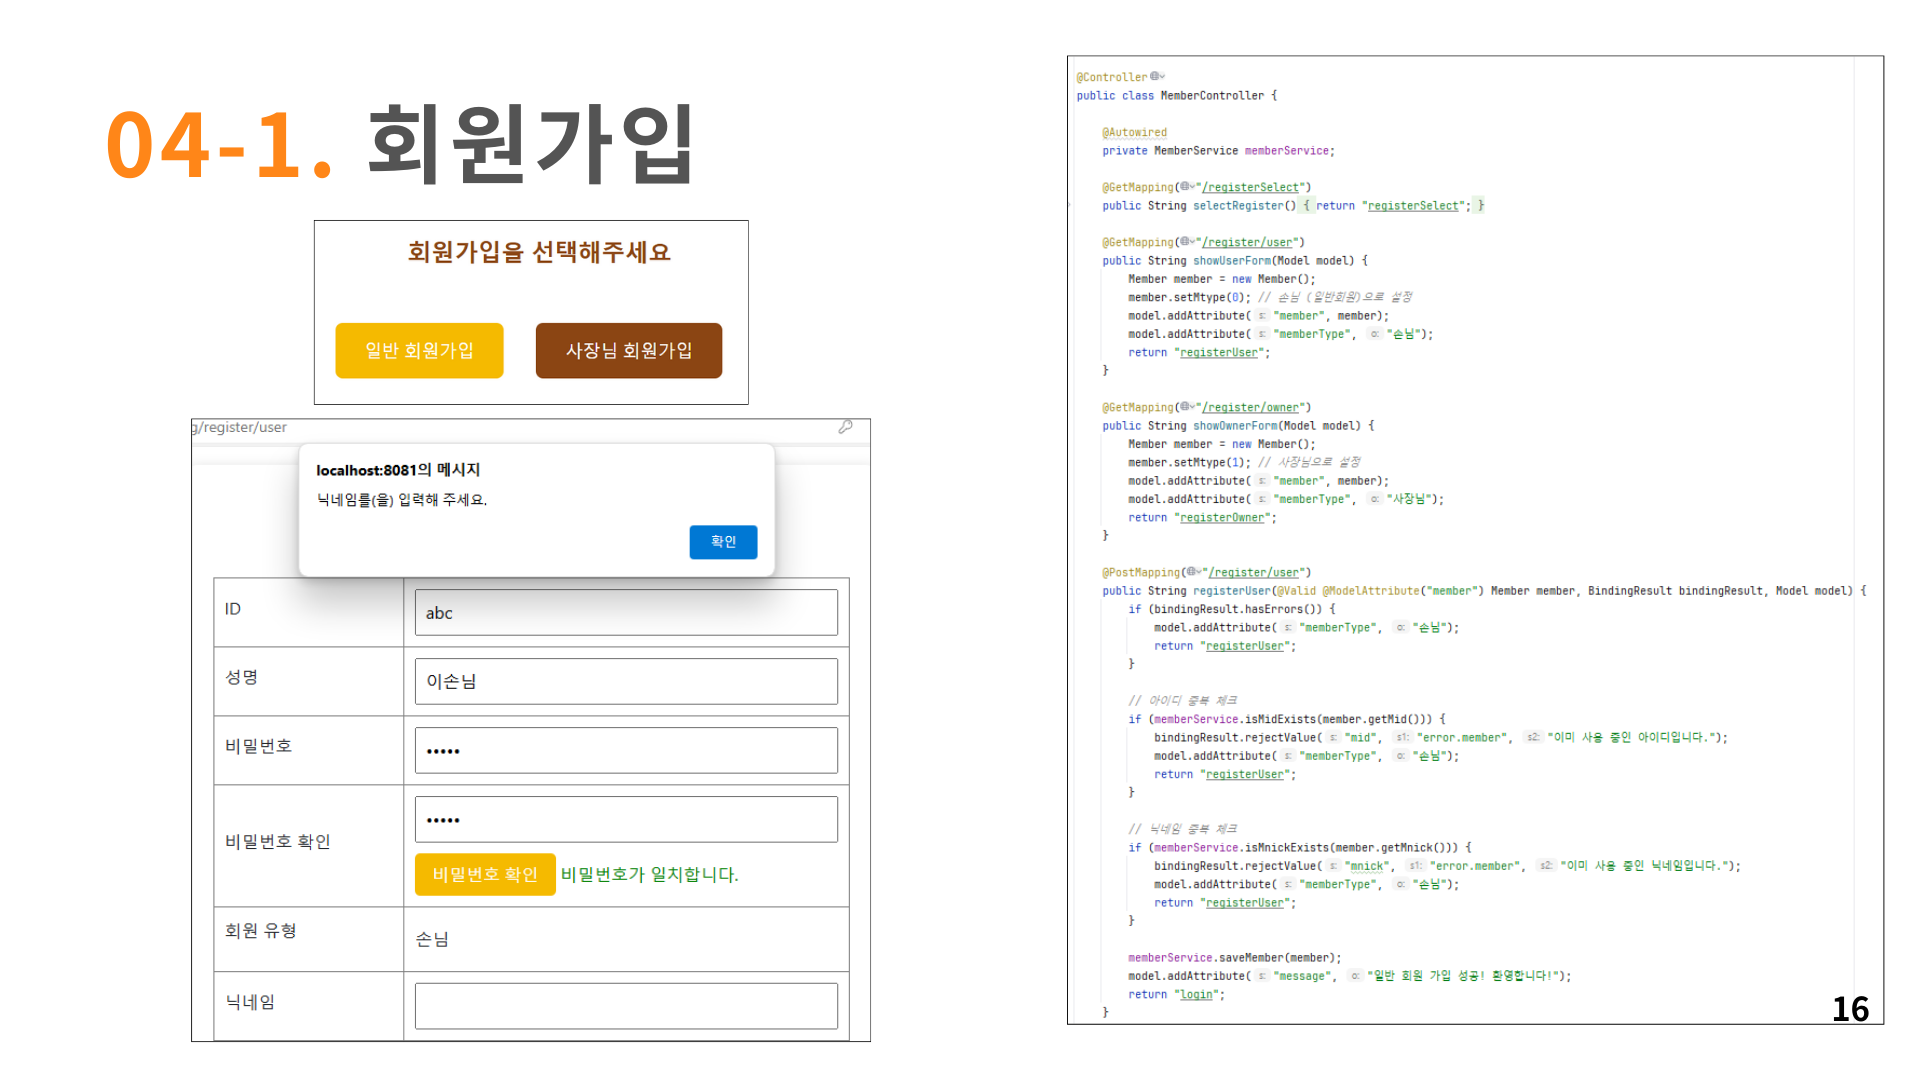 04-1. 회원가입
회원가입을 선택해주세요
일반 회원가입
사장님 회원가입
g/register/user
localhost:8081의 메시지
닉네임를(을) 입력해 주세요.
확인
ID
abc
성명
이손님
비밀번호
•••••
비밀번호 확인
•••••
비밀번호 확인 비밀번호가 일치합니다.
회원 유형
손님
닉네임
@Controller
public class MemberController {
@Autowired
private MemberService memberService;
@GetMapping("/registerSelect")
public String selectRegister() { return "registerSelect"; }
@GetMapping("/register/user")
public String showUserForm(Model model) {
Member member = new Member();
member.setMtype(0); // 손님 (일반회원)으로 설정
model.addAttribute( s: "member", member);
model.addAttribute( s: "memberType", o: "손님");
return "registerUser";
}
@GetMapping("/register/owner")
public String showOwnerForm(Model model) {
Member member = new Member();
member.setMtype(1); // 사장님으로 설정
model.addAttribute( s: "member", member);
model.addAttribute( s: "memberType", o: "사장님");
return "registerOwner";
}
@PostMapping("/register/user")
public String registerUser(@Valid @ModelAttribute("member") Member member, BindingResult bindingResult, Model model) {
if (bindingResult.hasErrors()) {
model.addAttribute( s: "memberType", o: "손님");
return "registerUser";
}
// 아이디 중복 체크
if (memberService.isMidExists(member.getMid())) {
bindingResult.rejectValue( s: "mid", s1: "error.member", s2: "이미 사용 중인 아이디입니다.");
model.addAttribute( s: "memberType", o: "손님");
return "registerUser";
}
// 닉네임 중복 체크
if (memberService.isMnickExists(member.getMnick())) {
bindingResult.rejectValue( s: "mnick", s1: "error.member", s2: "이미 사용 중인 닉네임입니다.");
model.addAttribute( s: "memberType", o: "손님");
return "registerUser";
}
memberService.saveMember(member);
model.addAttribute( s: "message", o: "일반 회원 가입 성공! 환영합니다!");
return "login";
}
16